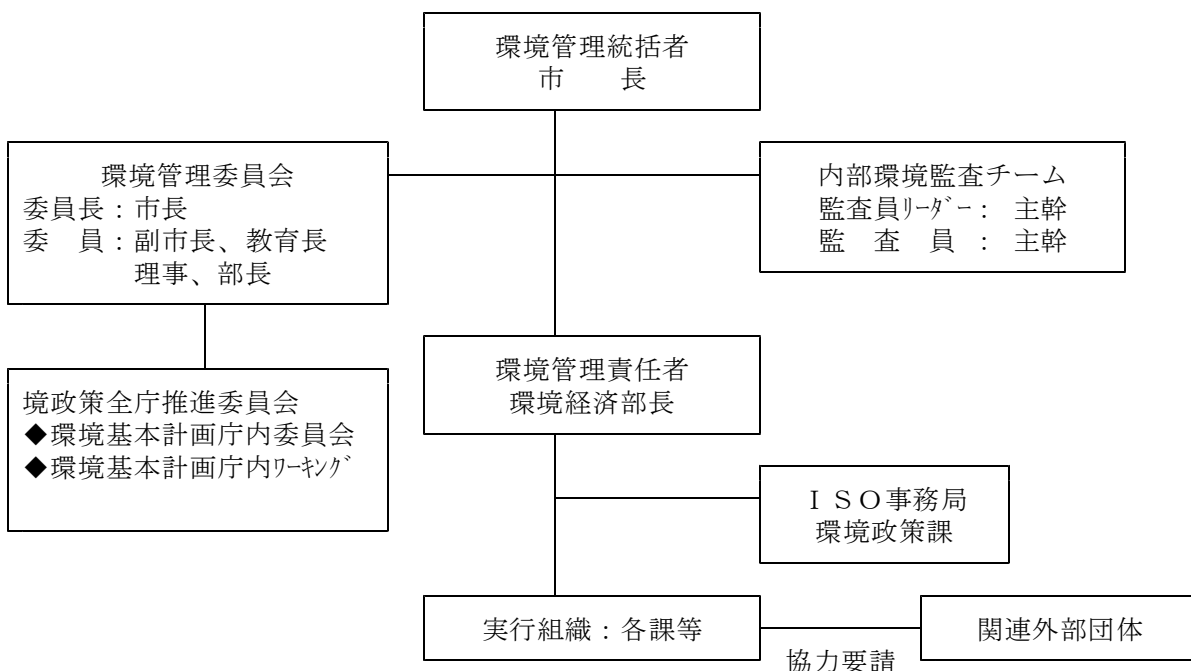 環境管理統括者
市　　長
環境管理委員会
委員長：市長
委　員：副市長、教育長
理事、部長
内部環境監査チーム
監査員ﾘｰﾀﾞｰ：　主幹
監　査　員　：　主幹
環境管理責任者
環境経済部長
境政策全庁推進委員会
◆環境基本計画庁内委員会
◆環境基本計画庁内ﾜｰｷﾝｸﾞ
ＩＳＯ事務局
環境政策課
実行組織：各課等
関連外部団体
協力要請